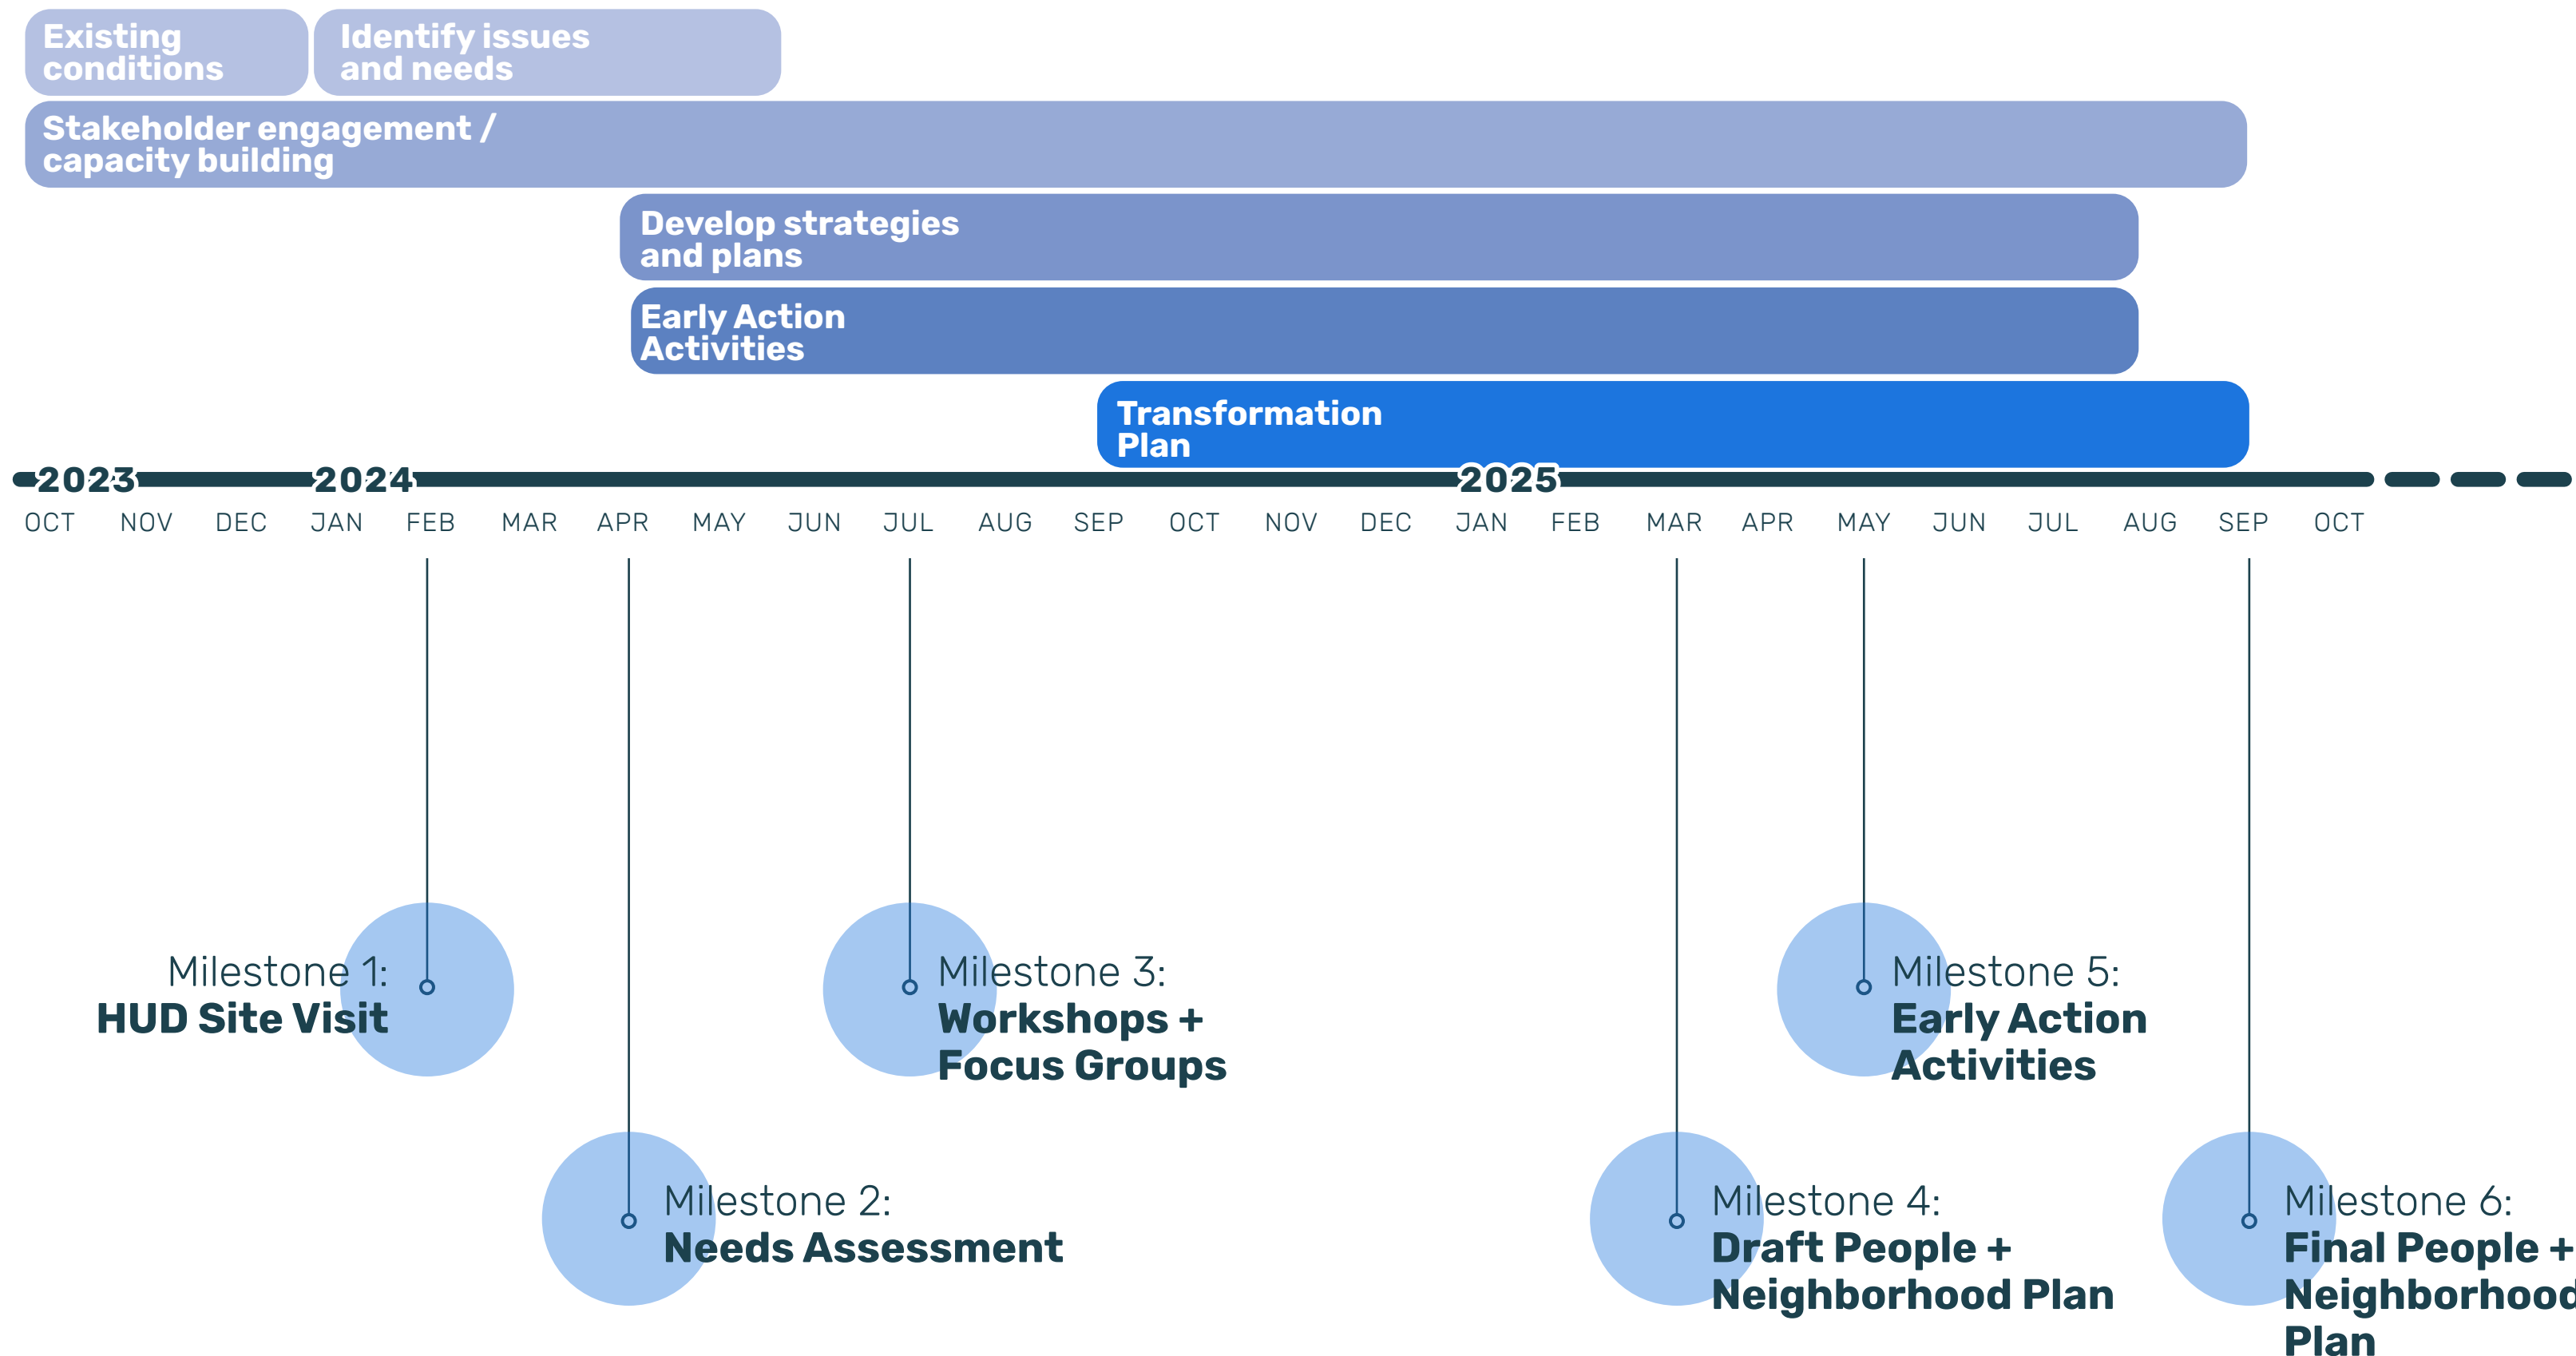 Existing
conditions
Identify issues
and needs
Stakeholder engagement /
capacity building
Develop strategies
and plans
Early Action
Activities
Transformation
Plan
2023 2024 2025
OCT NOV DEC JAN FEB MAR APR MAY JUN JUL AUG SEP OCT NOV DEC JAN FEB MAR APR MAY JUN JUL AUG SEP OCT
Milestone 1:
HUD Site Visit
Milestone 2:
Needs Assessment
Milestone 3:
Workshops +
Focus Groups
Milestone 4:
Draft People +
Neighborhood Plan
Milestone 5:
Early Action
Activities
Milestone 6:
Final People +
Neighborhood
Plan